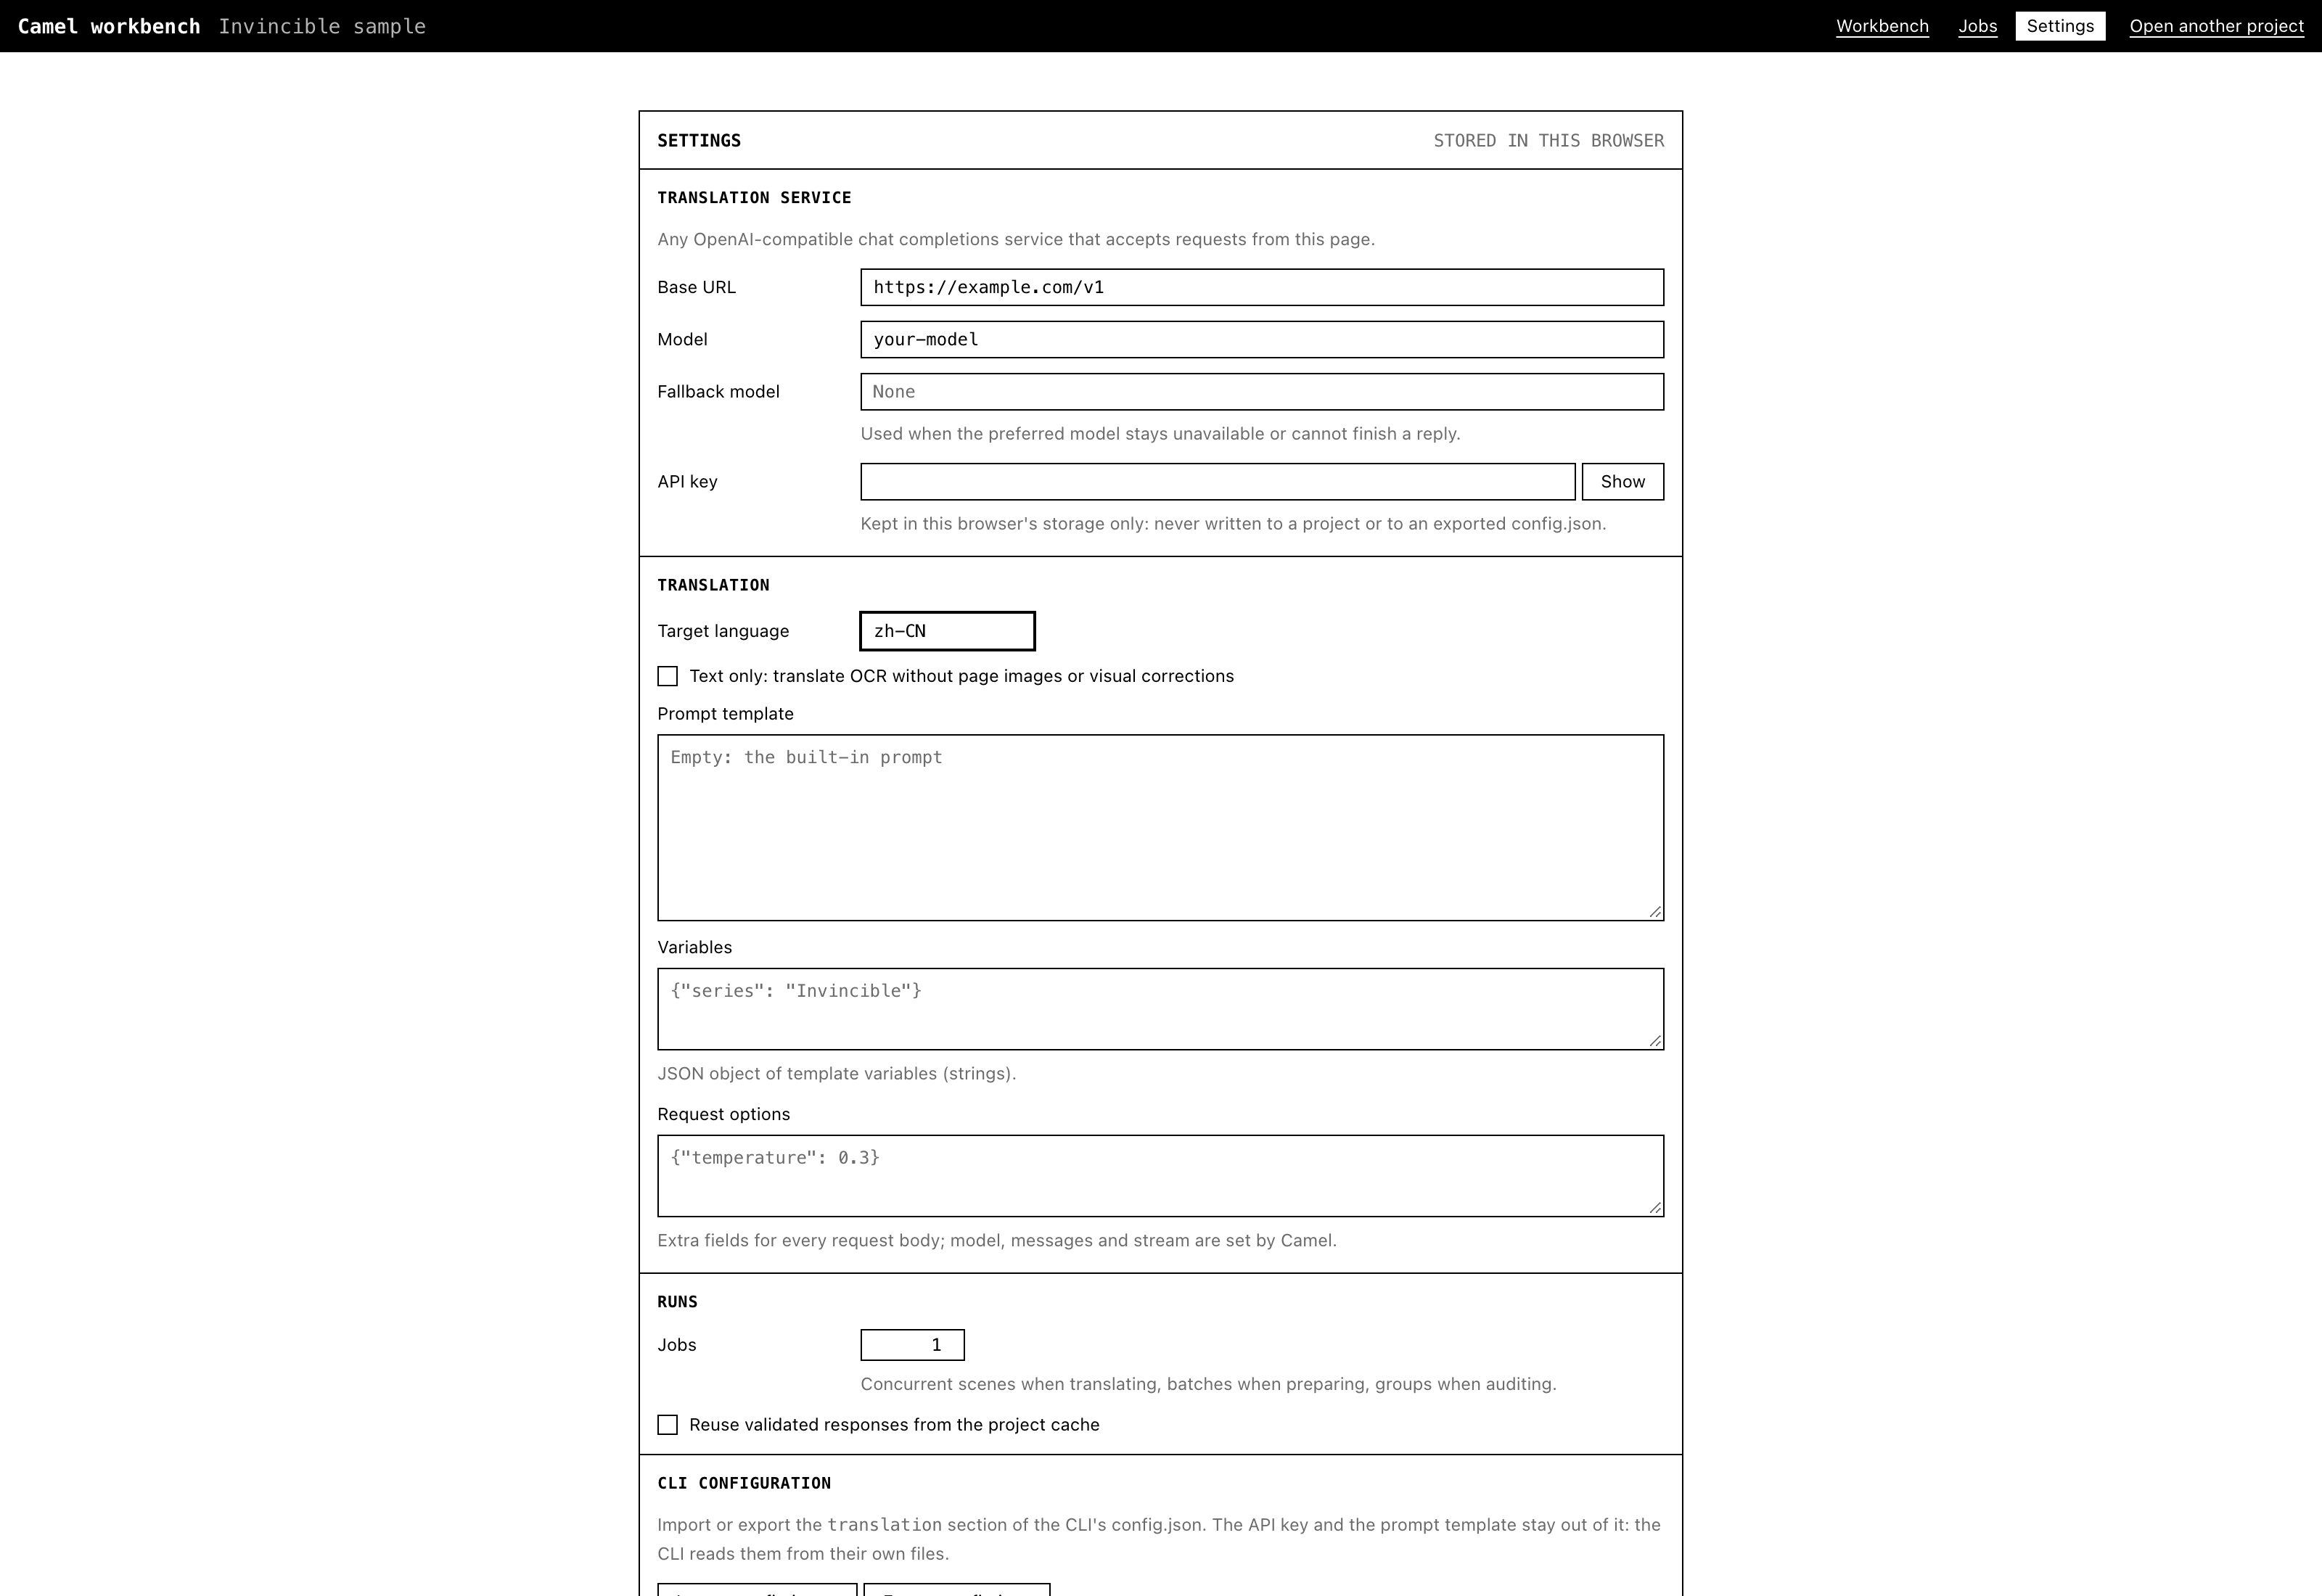 Camel workbench Invincible sample Workbench Jobs Settings Open another project
SETTINGS STORED IN THIS BROWSER
TRANSLATION SERVICE
Any OpenAI-compatible chat completions service that accepts requests from this page.
Base URL https://example.com/v1
Model your-model
Fallback model None
Used when the preferred model stays unavailable or cannot finish a reply.
API key Show
Kept in this browser's storage only: never written to a project or to an exported config.json.
TRANSLATION
Target language zh-CN
Text only: translate OCR without page images or visual corrections
Prompt template
Empty: the built-in prompt
Variables
{"series": "Invincible"}
JSON object of template variables (strings).
Request options
{"temperature": 0.3}
Extra fields for every request body; model, messages and stream are set by Camel.
RUNS
Jobs 1
Concurrent scenes when translating, batches when preparing, groups when auditing.
Reuse validated responses from the project cache
CLI CONFIGURATION
Import or export the translation section of the CLI's config.json. The API key and the prompt template stay out of it: the
CLI reads them from their own files.